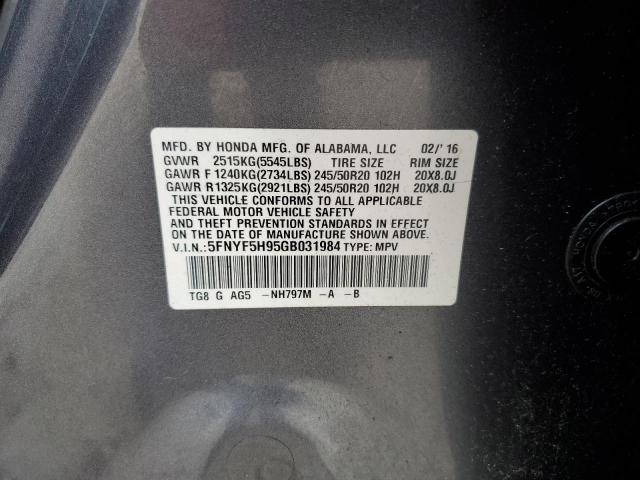 MFD. BY HONDA MFG. OF ALABAMA, LLC 02/' 16
GVWR 2515KG(5545LBS) TIRE SIZE RIM SIZE
GAWR F 1240KG(2734LBS) 245/50R20 102H 20X8.0J
GAWR R1325KG(2921LBS) 245/50R20 102H 20X8.0J
THIS VEHICLE CONFORMS TO ALL APPLICABLE
FEDERAL MOTOR VEHICLE SAFETY
AND THEFT PREVENTION STANDARDS IN EFFECT
ON THE DATE OF MANUFACTURE SHOWN ABOVE.
V.I.N.: 5FNYF5H95GB031984 TYPE: MPV
TG8 G AG5 -NH797M -A -B